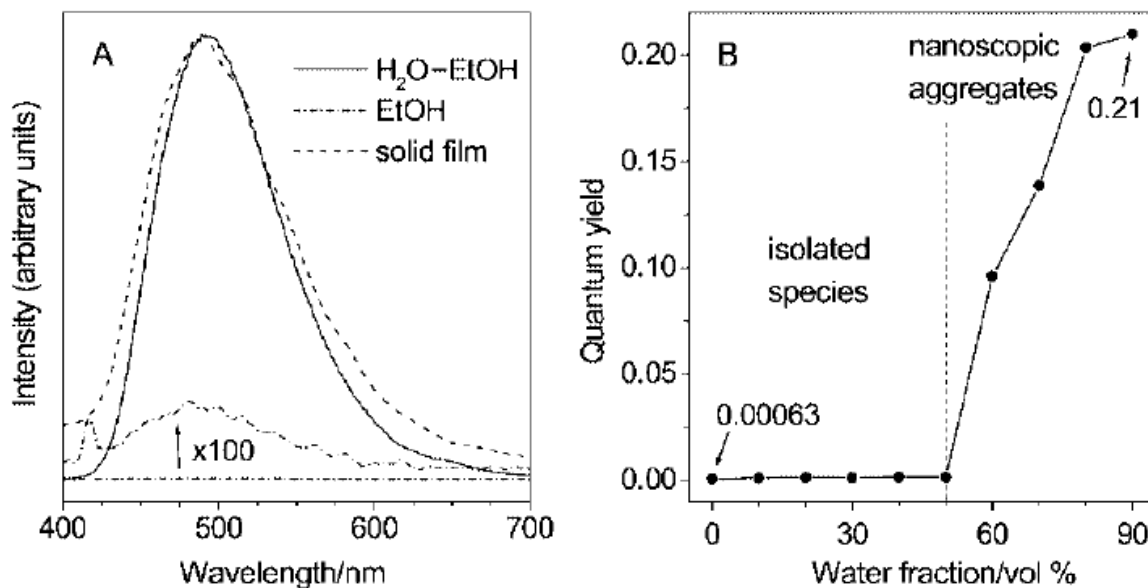 A
H₂O–EtOH
EtOH
solid film
x100
Intensity (arbitrary units)
400
500
600
700
Wavelength/nm
B
nanoscopic
aggregates
0.21
isolated
species
0.00063
Quantum yield
0.20
0.15
0.10
0.05
0.00
0
30
60
90
Water fraction/vol %